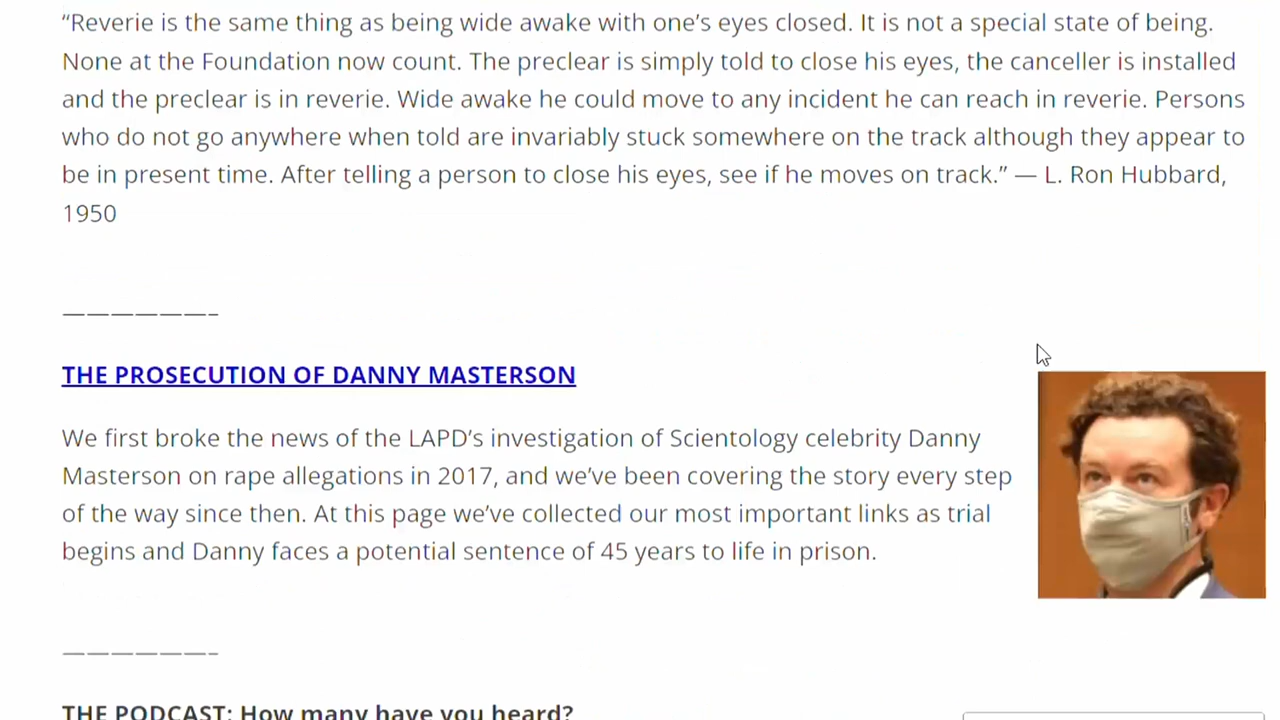 “Reverie is the same thing as being wide awake with one’s eyes closed. It is not a special state of being.
None at the Foundation now count. The preclear is simply told to close his eyes, the canceller is installed
and the preclear is in reverie. Wide awake he could move to any incident he can reach in reverie. Persons
who do not go anywhere when told are invariably stuck somewhere on the track although they appear to
be in present time. After telling a person to close his eyes, see if he moves on track.” — L. Ron Hubbard,
1950
——————–
THE PROSECUTION OF DANNY MASTERSON
We first broke the news of the LAPD’s investigation of Scientology celebrity Danny
Masterson on rape allegations in 2017, and we’ve been covering the story every step
of the way since then. At this page we’ve collected our most important links as trial
begins and Danny faces a potential sentence of 45 years to life in prison.
——————–
THE PODCAST: How many have you heard?